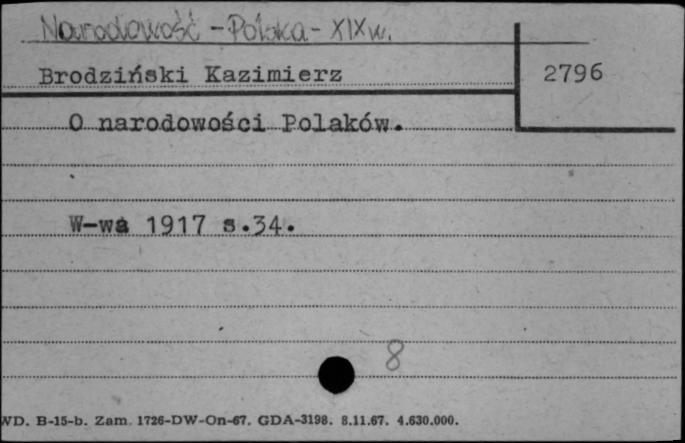 Narodowość - Polska - XIX w.
Brodziński Kazimierz
2796
O narodowości Polaków.
W-wa 1917 s.34.
8
WD. B-15-b. Zam. 1726-DW-On-67. GDA-3198. 8.11.67. 4.630.000.